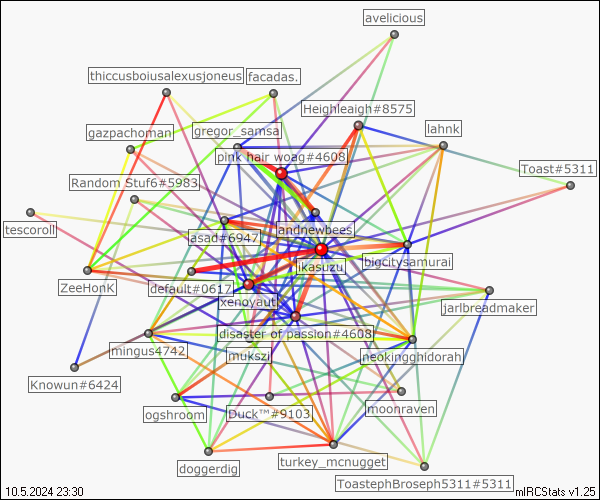 avelicious
thiccusboiusalexusjoneus
facadas.
Heighleaigh#8575
gazpachoman
gregor_samsa
lahnk
pink hair woag#4608
Toast#5311
Random Stuf6#5983
tescoroll
andnewbees
asad#6947
jikasuzu
bigcitysamurai
ZeeHonK
default#0617
xenoyauti
jarlbreadmaker
disaster of passion#4608
mingus4742
mukszi
neokingghidorah
Knowun#6424
ogshroom
Duck™#9103
moonraven
doggerdig
turkey_mcnugget
ToastephBroseph5311#5311
10.5.2024 23:30
mIRCStats v1.25